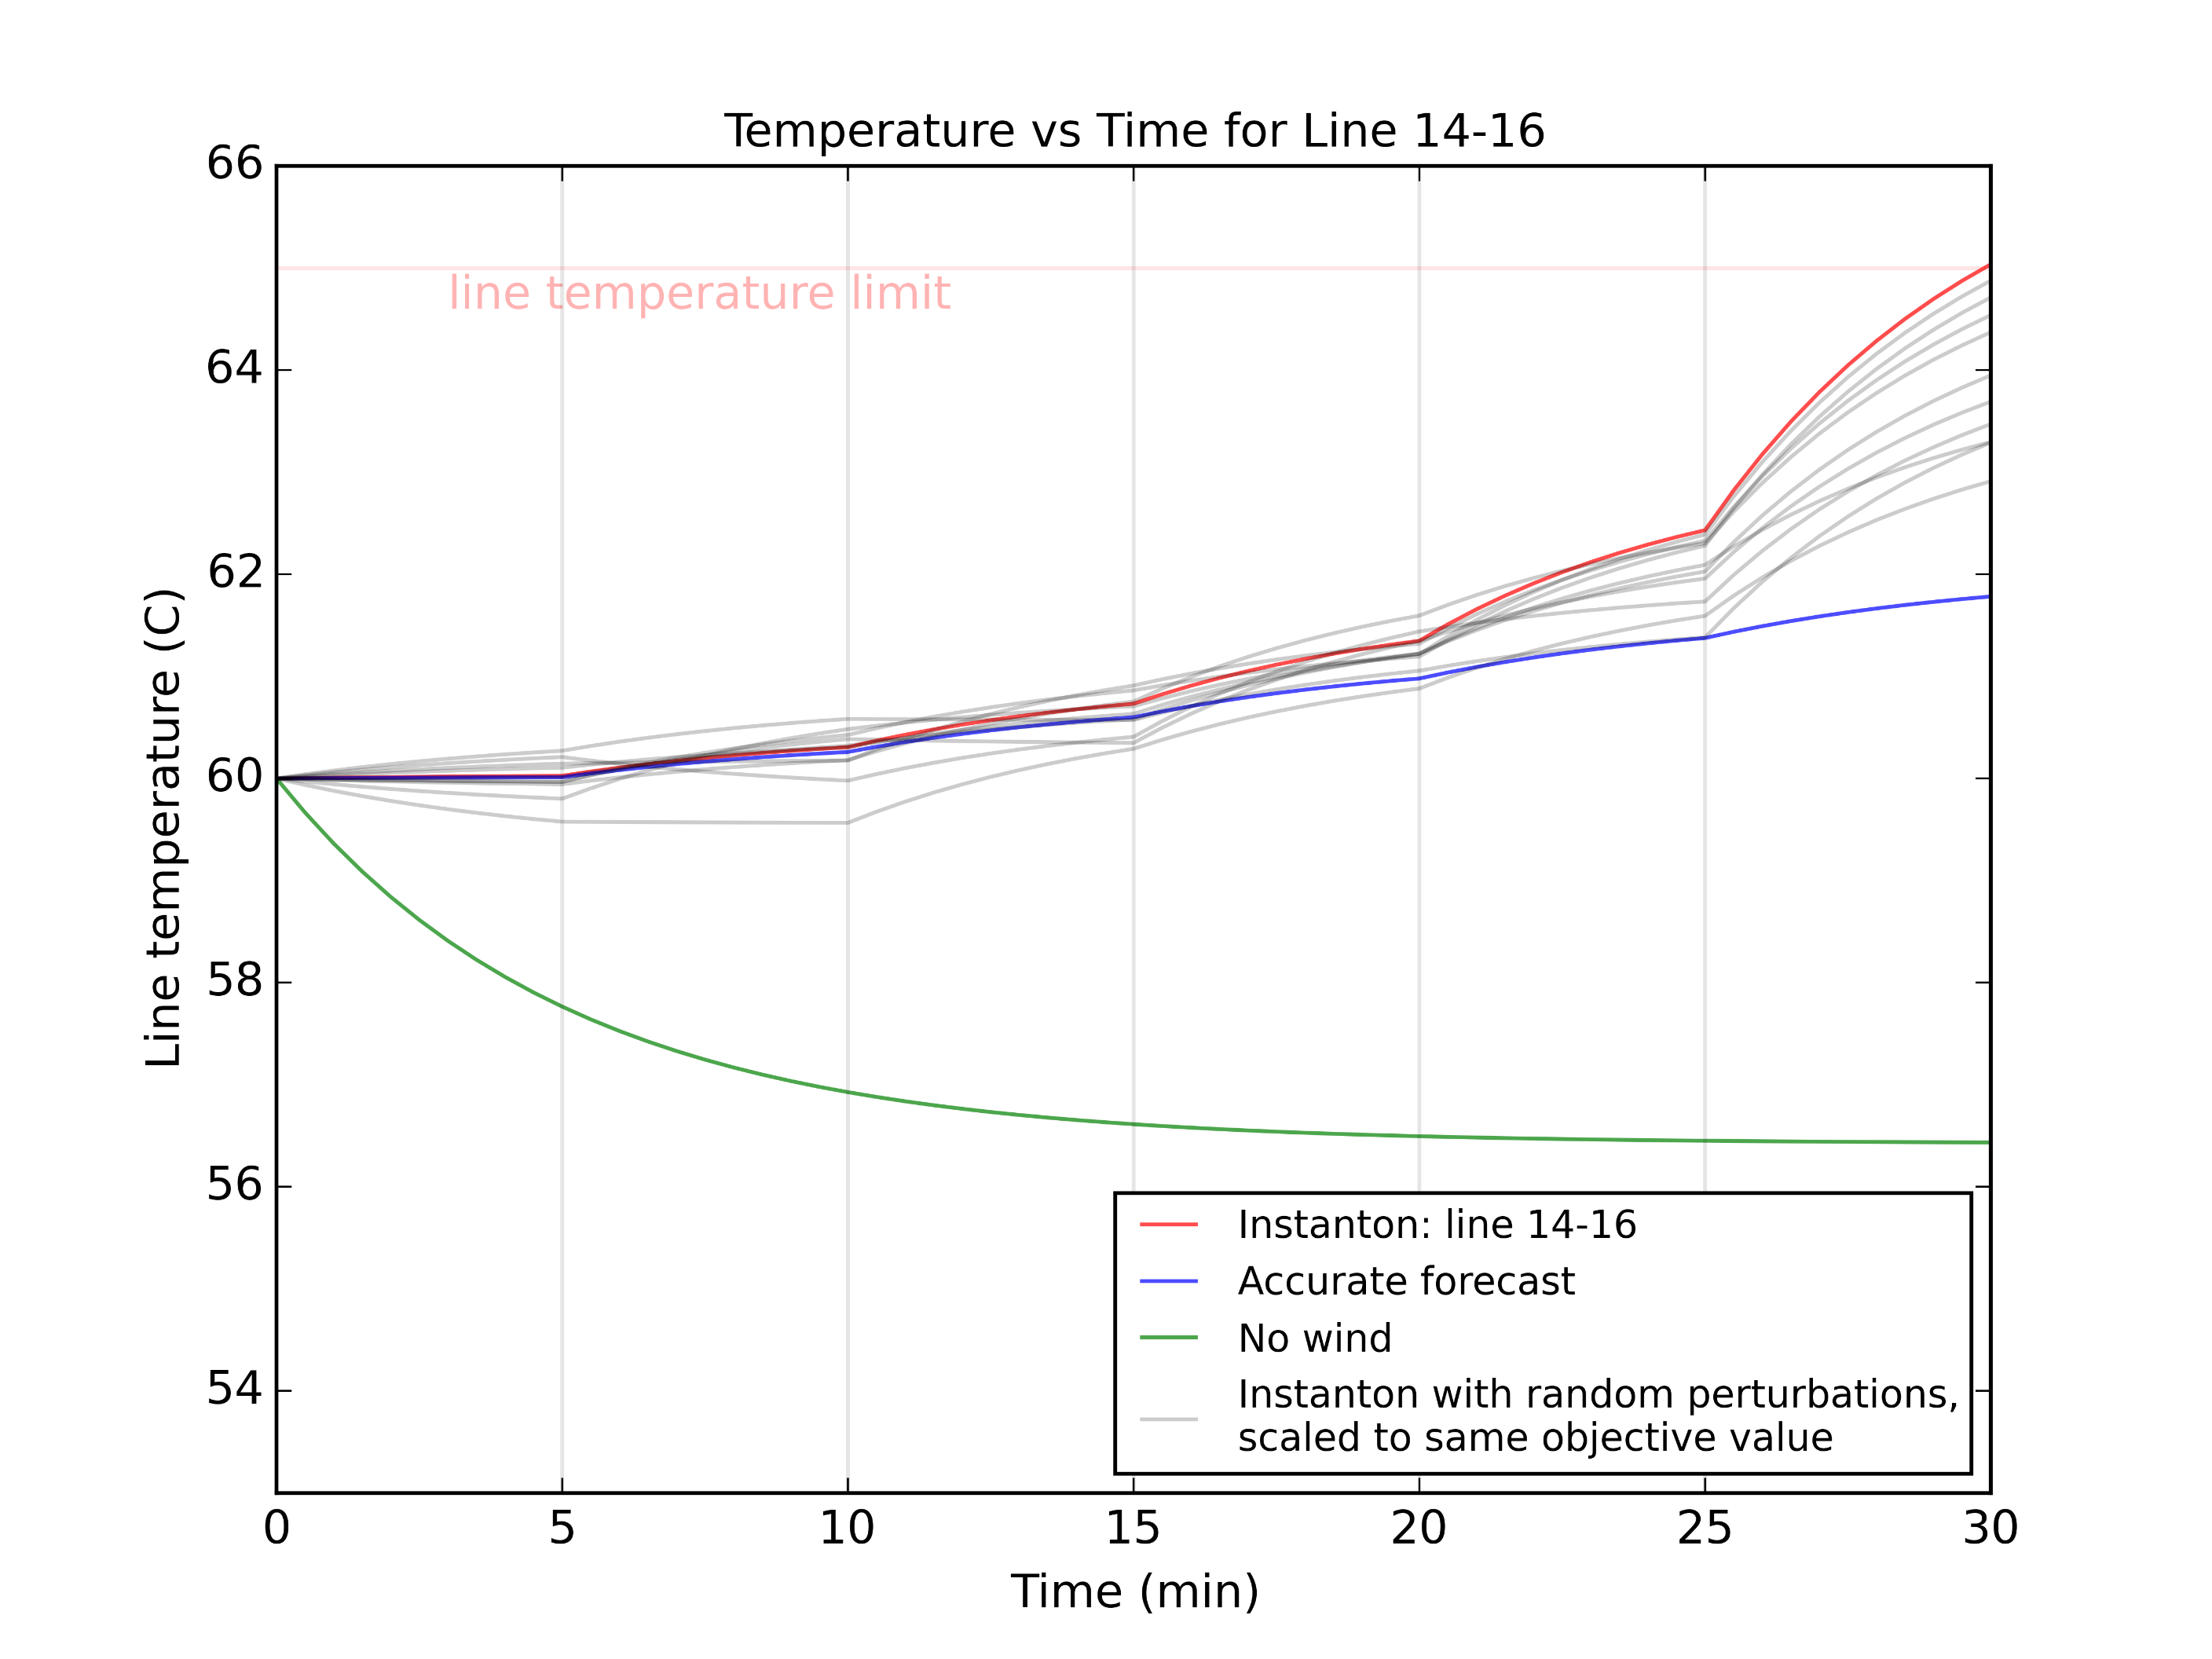 Temperature vs Time for Line 14-16
66
64
62
60
58
56
54
line temperature limit
Line temperature (C)
Instanton: line 14-16
Accurate forecast
No wind
Instanton with random perturbations,
scaled to same objective value
0 5 10 15 20 25 30
Time (min)